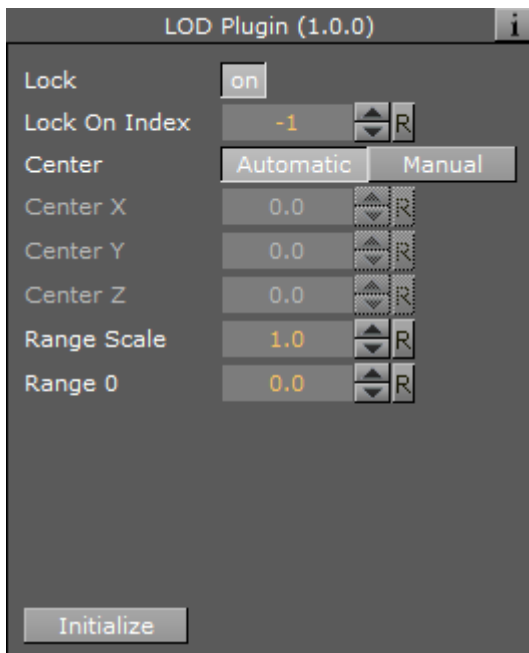 LOD Plugin (1.0.0) i
Lock on
Lock On Index -1 R
Center Automatic Manual
Center X 0.0 R
Center Y 0.0 R
Center Z 0.0 R
Range Scale 1.0 R
Range 0 0.0 R
Initialize